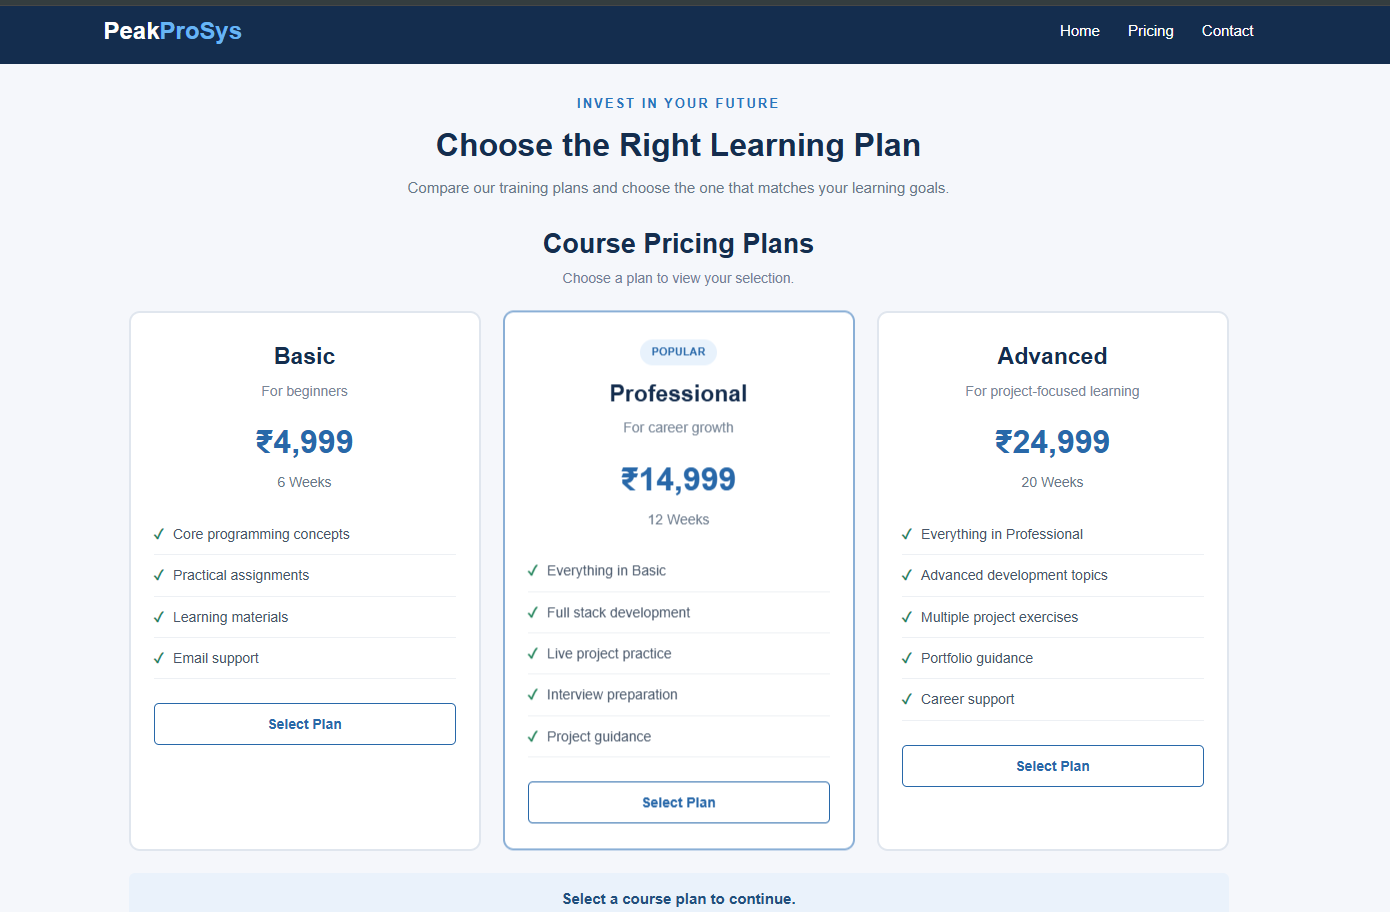 PeakProSys
Home
Pricing
Contact
INVEST IN YOUR FUTURE
Choose the Right Learning Plan
Compare our training plans and choose the one that matches your learning goals.
Course Pricing Plans
Choose a plan to view your selection.
Basic
For beginners
₹4,999
6 Weeks
✓ Core programming concepts
✓ Practical assignments
✓ Learning materials
✓ Email support
Select Plan
POPULAR
Professional
For career growth
₹14,999
12 Weeks
✓ Everything in Basic
✓ Full stack development
✓ Live project practice
✓ Interview preparation
✓ Project guidance
Select Plan
Advanced
For project-focused learning
₹24,999
20 Weeks
✓ Everything in Professional
✓ Advanced development topics
✓ Multiple project exercises
✓ Portfolio guidance
✓ Career support
Select Plan
Select a course plan to continue.